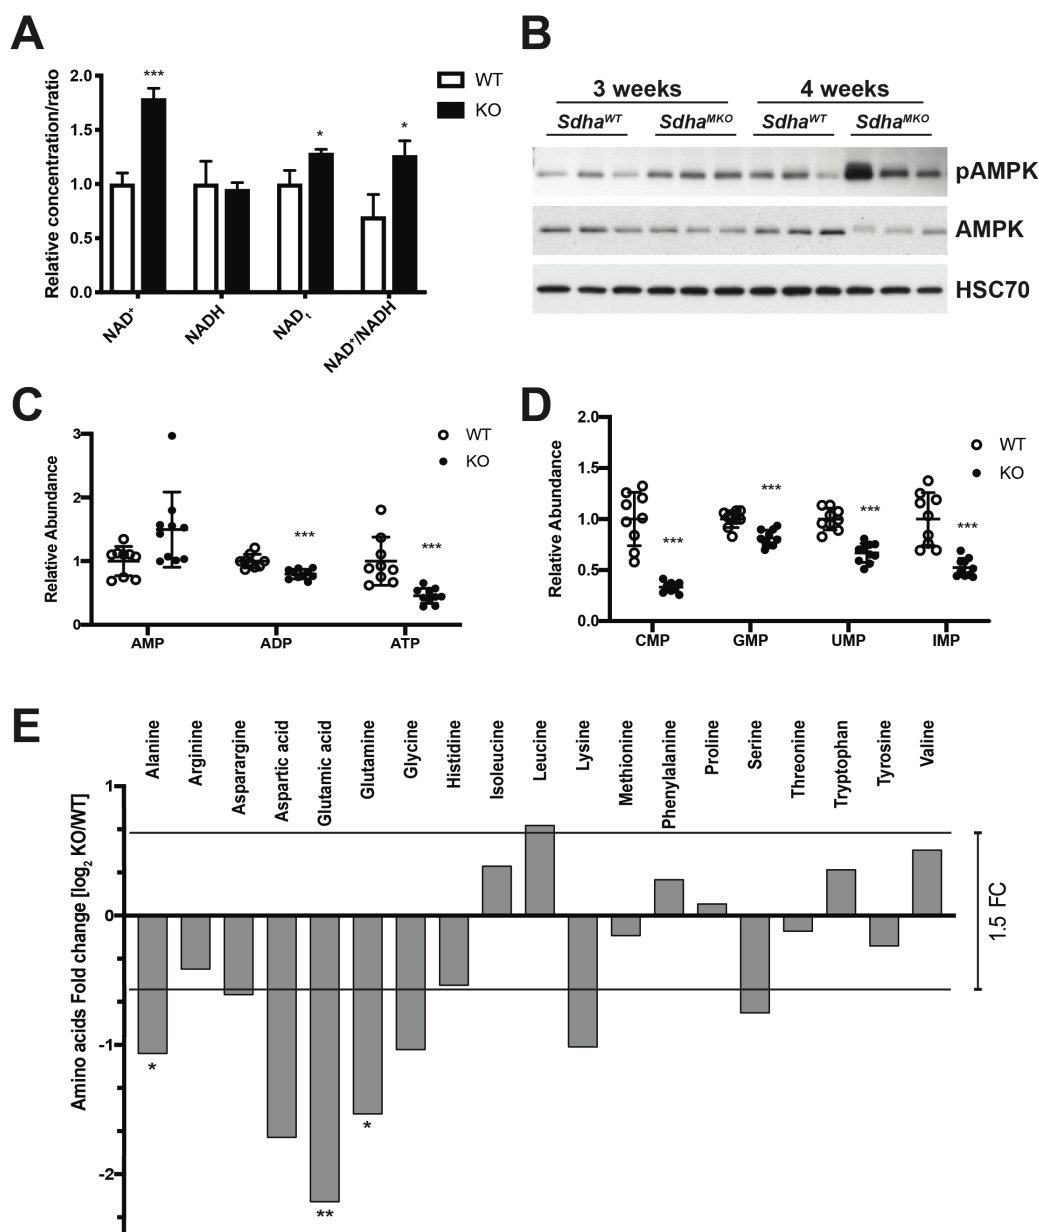 A
Relative concentration/ratio
2.0
1.5
1.0
0.5
0.0
***
*
*
WT
KO
NAD+
NADH
NADt
NAD+/NADH
B
3 weeks
4 weeks
SdhaWT
SdhaMKO
SdhaWT
SdhaMKO
pAMPK
AMPK
HSC70
C
Relative Abundance
3
2
1
0
***
***
WT
KO
AMP
ADP
ATP
D
Relative Abundance
2.0
1.5
1.0
0.5
0.0
***
***
***
***
WT
KO
CMP
GMP
UMP
IMP
E
Alanine
Arginine
Asparargine
Aspartic acid
Glutamic acid
Glutamine
Glycine
Histidine
Isoleucine
Leucine
Lysine
Methionine
Phenylalanine
Proline
Serine
Threonine
Tryptophan
Tyrosine
Valine
Amino acids Fold change [log2 KO/WT]
1
0
-1
-2
*
**
*
1.5 FC